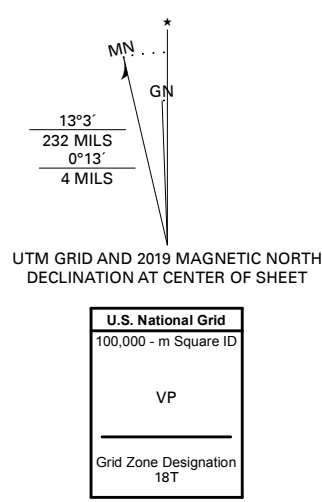 ★
MN
GN
13°3´
232 MILS
0°13´
4 MILS
UTM GRID AND 2019 MAGNETIC NORTH
DECLINATION AT CENTER OF SHEET
U.S. National Grid
100,000 - m Square ID
VP
Grid Zone Designation
18T